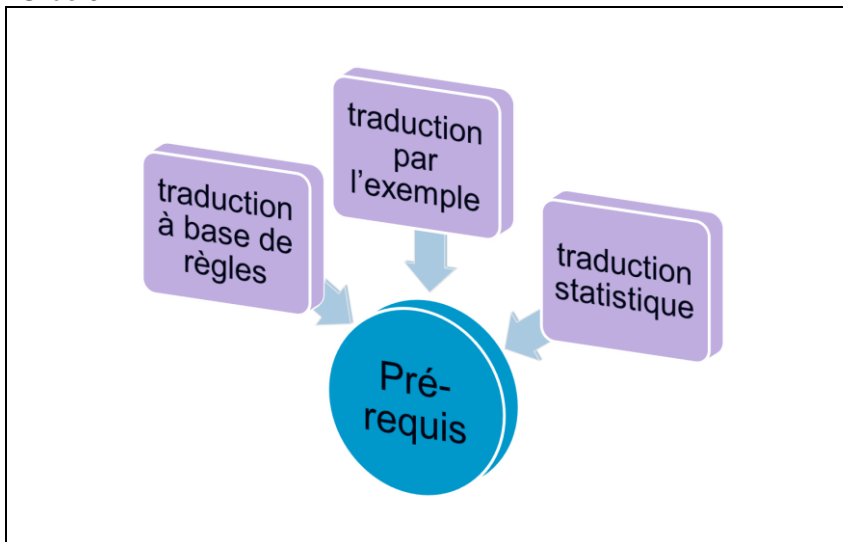 traduction
à base de
règles
traduction
par
l'exemple
traduction
statistique
Pré-
requis